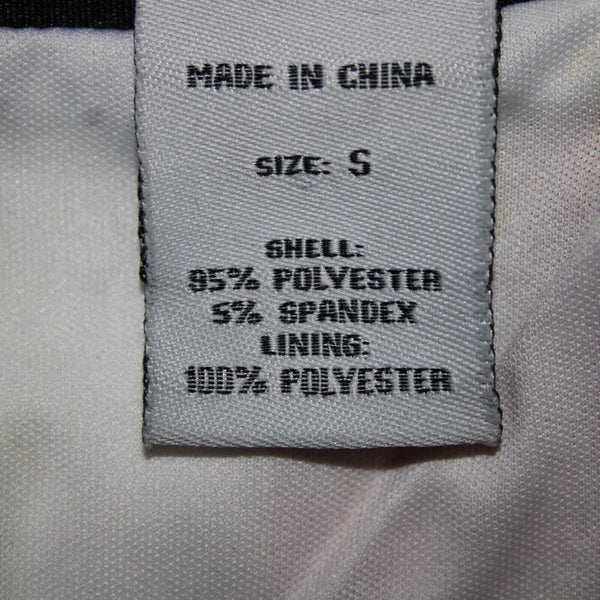 MADE IN CHINA
SIZE: S
SHELL:
95% POLYESTER
5% SPANDEX
LINING:
100% POLYESTER